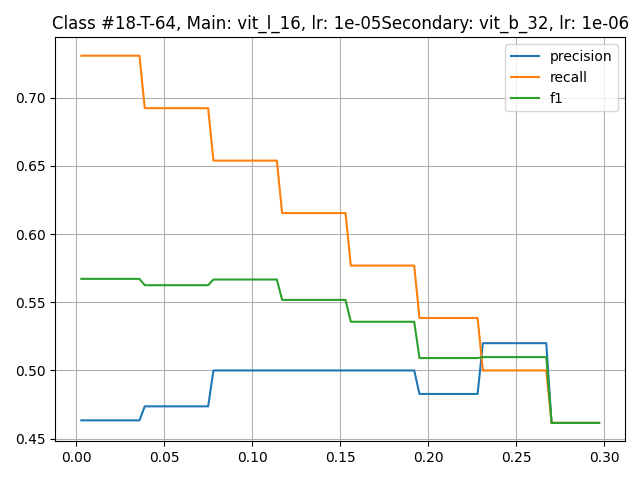 Class #18-T-64, Main: vit_l_16, lr: 1e-05Secondary: vit_b_32, lr: 1e-06
precision
recall
f1
0.70
0.65
0.60
0.55
0.50
0.45
0.00 0.05 0.10 0.15 0.20 0.25 0.30